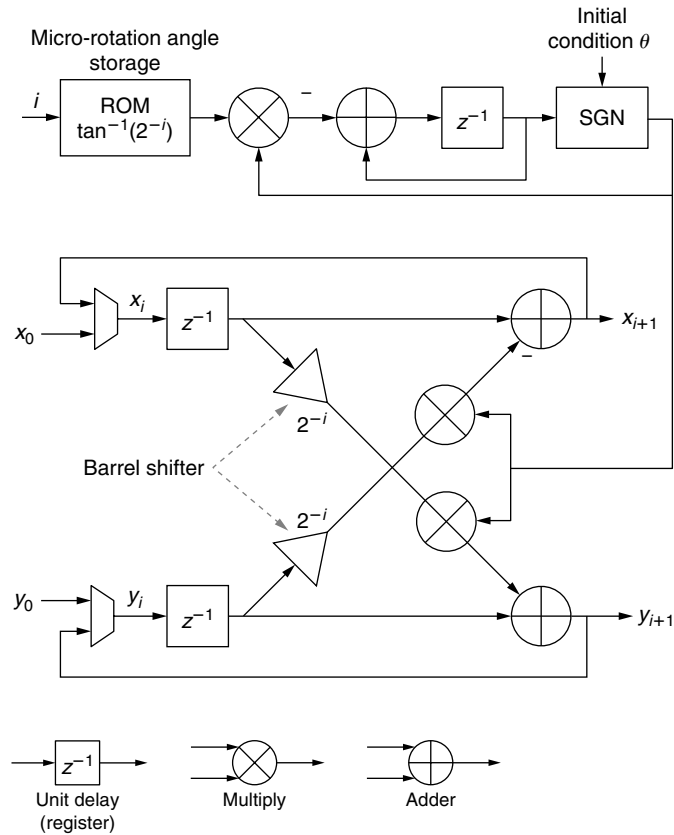 Initial
condition θ
Micro-rotation angle
storage
i
ROM
tan⁻¹(2⁻ⁱ)
−
z⁻¹
SGN
xᵢ
z⁻¹
x₀
xᵢ₊₁
−
2⁻ⁱ
Barrel shifter
2⁻ⁱ
y₀
yᵢ
z⁻¹
yᵢ₊₁
z⁻¹
Unit delay
(register)
Multiply
Adder